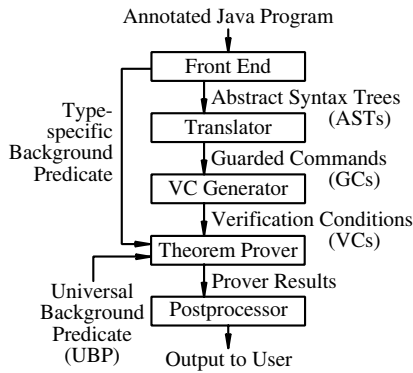 Annotated Java Program
Front End
Abstract Syntax Trees
(ASTs)
Type-
specific
Background
Predicate
Translator
Guarded Commands
(GCs)
VC Generator
Verification Conditions
(VCs)
Theorem Prover
Prover Results
Universal
Background
Predicate
(UBP)
Postprocessor
Output to User